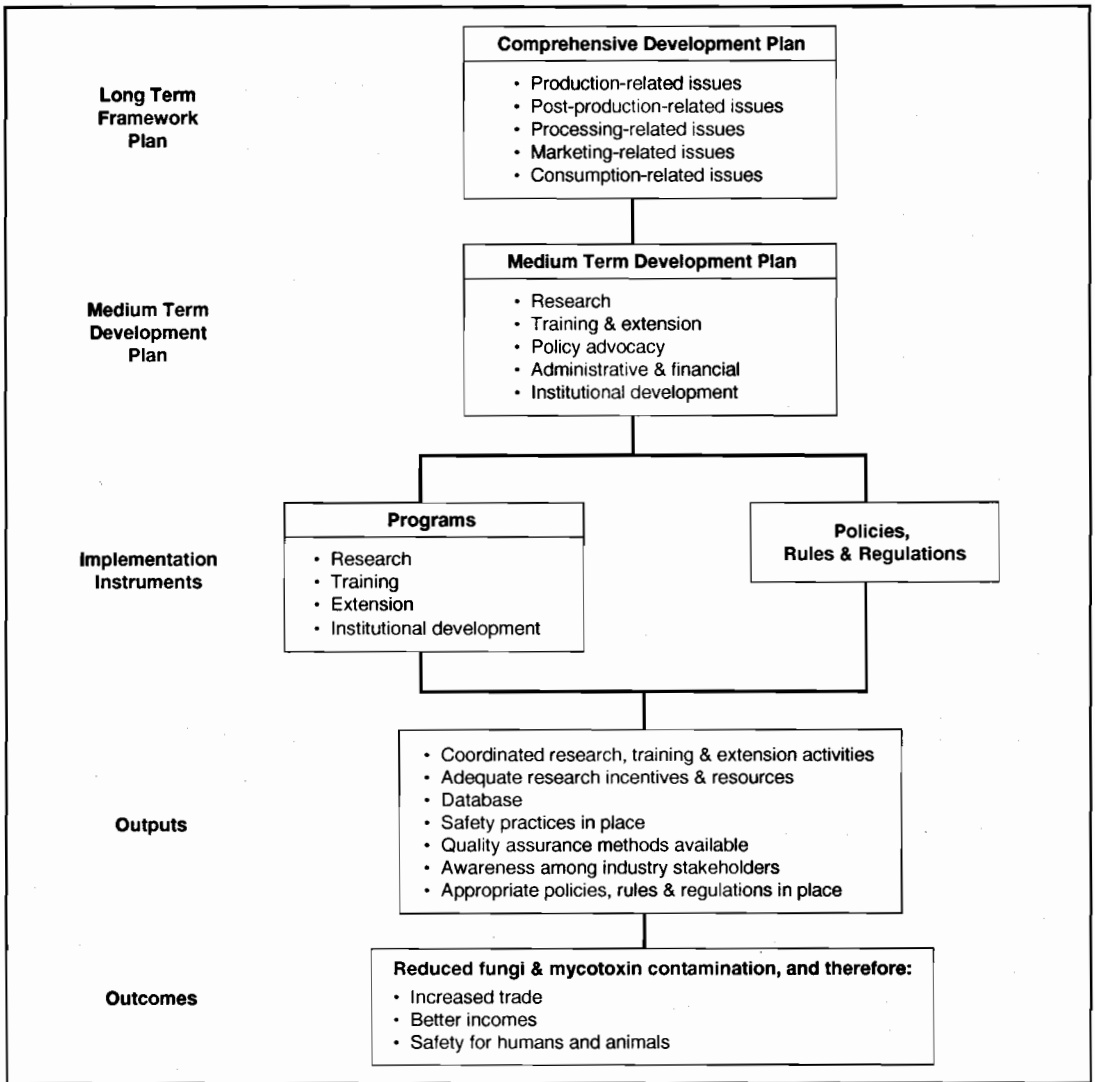 Long Term
Framework
Plan
Comprehensive Development Plan
• Production-related issues
• Post-production-related issues
• Processing-related issues
• Marketing-related issues
• Consumption-related issues
Medium Term
Development
Plan
Medium Term Development Plan
• Research
• Training & extension
• Policy advocacy
• Administrative & financial
• Institutional development
Implementation
Instruments
Programs
• Research
• Training
• Extension
• Institutional development
Policies,
Rules & Regulations
Outputs
• Coordinated research, training & extension activities
• Adequate research incentives & resources
• Database
• Safety practices in place
• Quality assurance methods available
• Awareness among industry stakeholders
• Appropriate policies, rules & regulations in place
Outcomes
Reduced fungi & mycotoxin contamination, and therefore:
• Increased trade
• Better incomes
• Safety for humans and animals